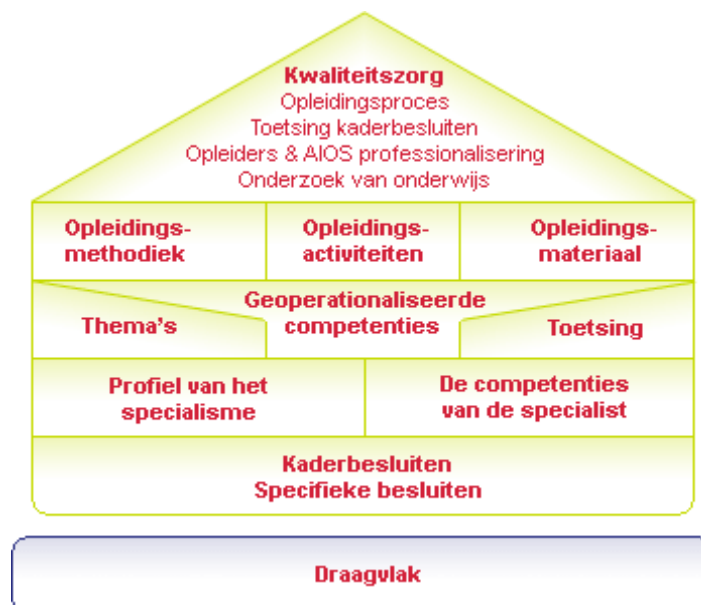 Kwaliteitszorg
Opleidingsproces
Toetsing kaderbesluiten
Opleiders & AIOS professionalisering
Onderzoek van onderwijs
Opleidings-
methodiek
Opleidings-
activiteiten
Opleidings-
materiaal
Thema's
Geoperationaliseerde
competenties
Toetsing
Profiel van het
specialisme
De competenties
van de specialist
Kaderbesluiten
Specifieke besluiten
Draagvlak